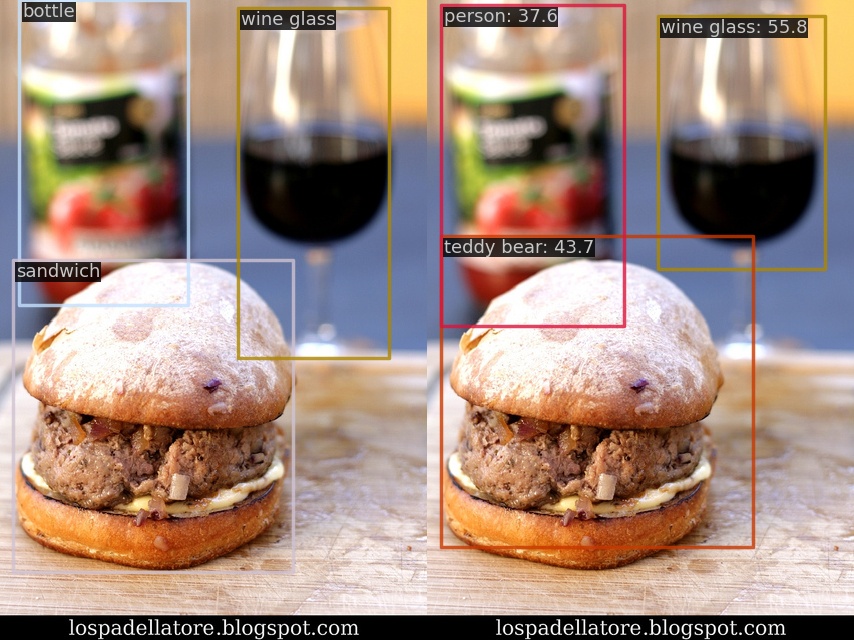 bottle
wine glass
sandwich
lospadellatore.blogspot.com
person: 37.6
wine glass: 55.8
teddy bear: 43.7
lospadellatore.blogspot.com